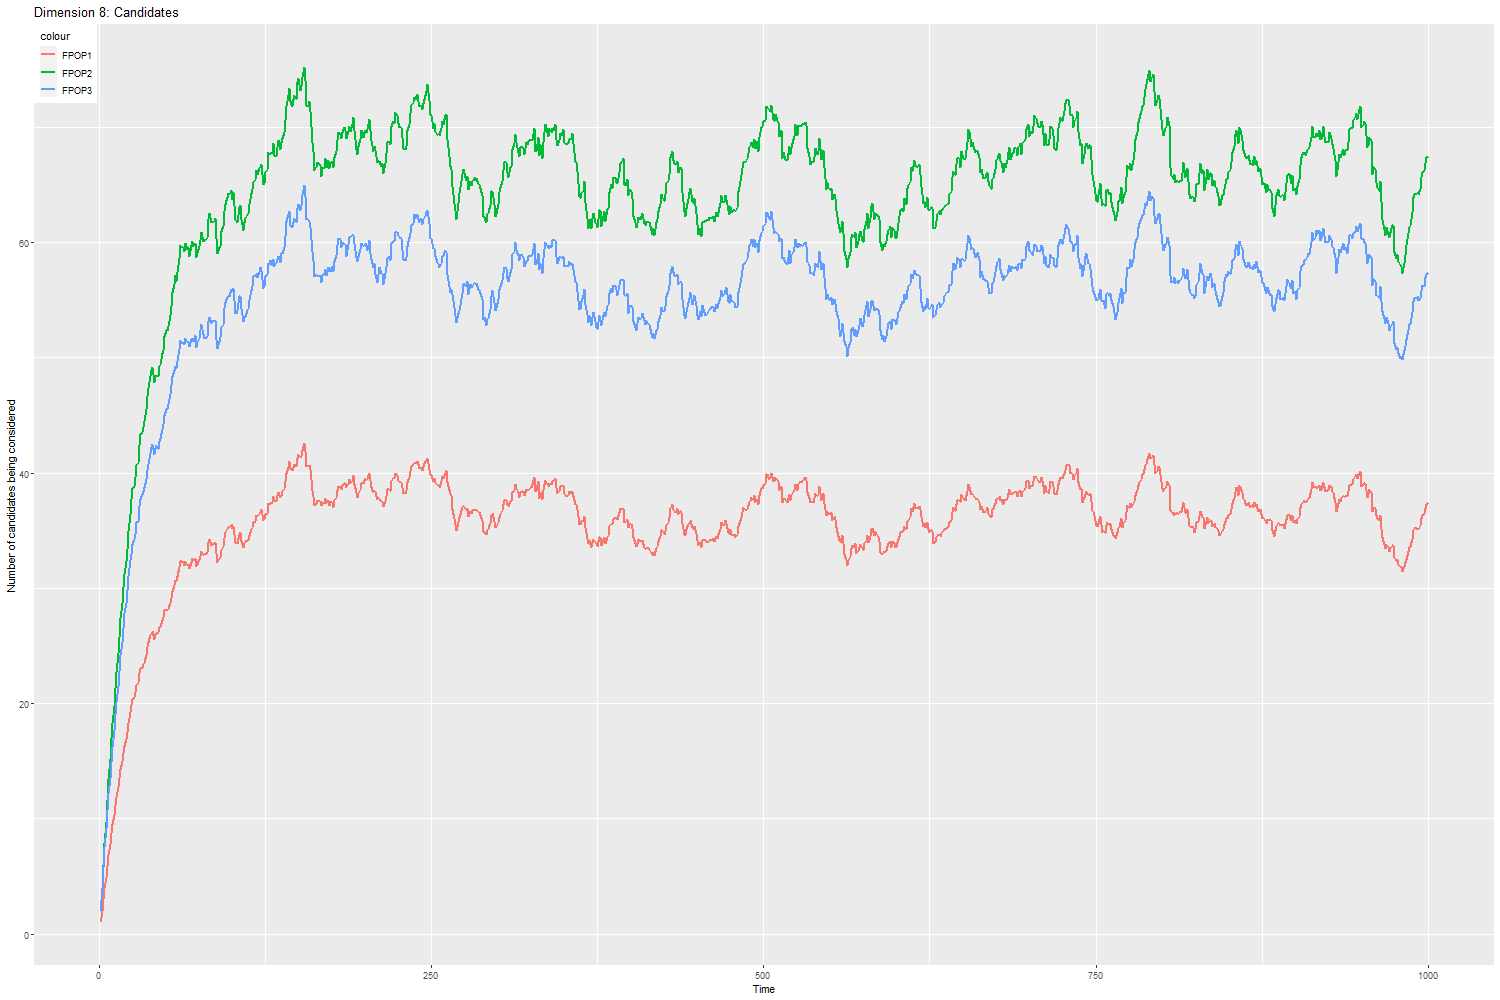 Dimension 8: Candidates
colour
FPOP1
FPOP2
FPOP3
Number of candidates being considered
60
40
20
0
0
250
500
750
1000
Time